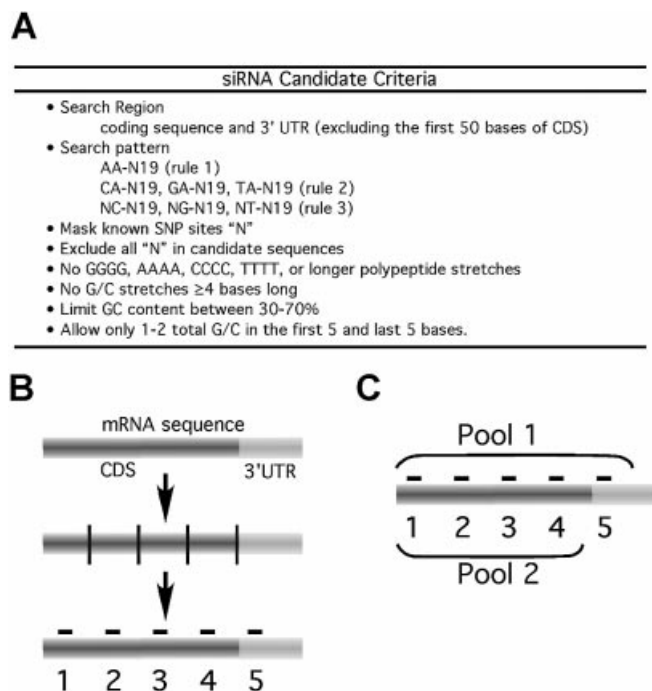 A
siRNA Candidate Criteria
• Search Region
coding sequence and 3' UTR (excluding the first 50 bases of CDS)
• Search pattern
AA-N19 (rule 1)
CA-N19, GA-N19, TA-N19 (rule 2)
NC-N19, NG-N19, NT-N19 (rule 3)
• Mask known SNP sites "N"
• Exclude all "N" in candidate sequences
• No GGGG, AAAA, CCCC, TTTT, or longer polypeptide stretches
• No G/C stretches ≥4 bases long
• Limit GC content between 30-70%
• Allow only 1-2 total G/C in the first 5 and last 5 bases.
B
mRNA sequence
CDS 3'UTR
1 2 3 4 5
C
Pool 1
1 2 3 4 5
Pool 2